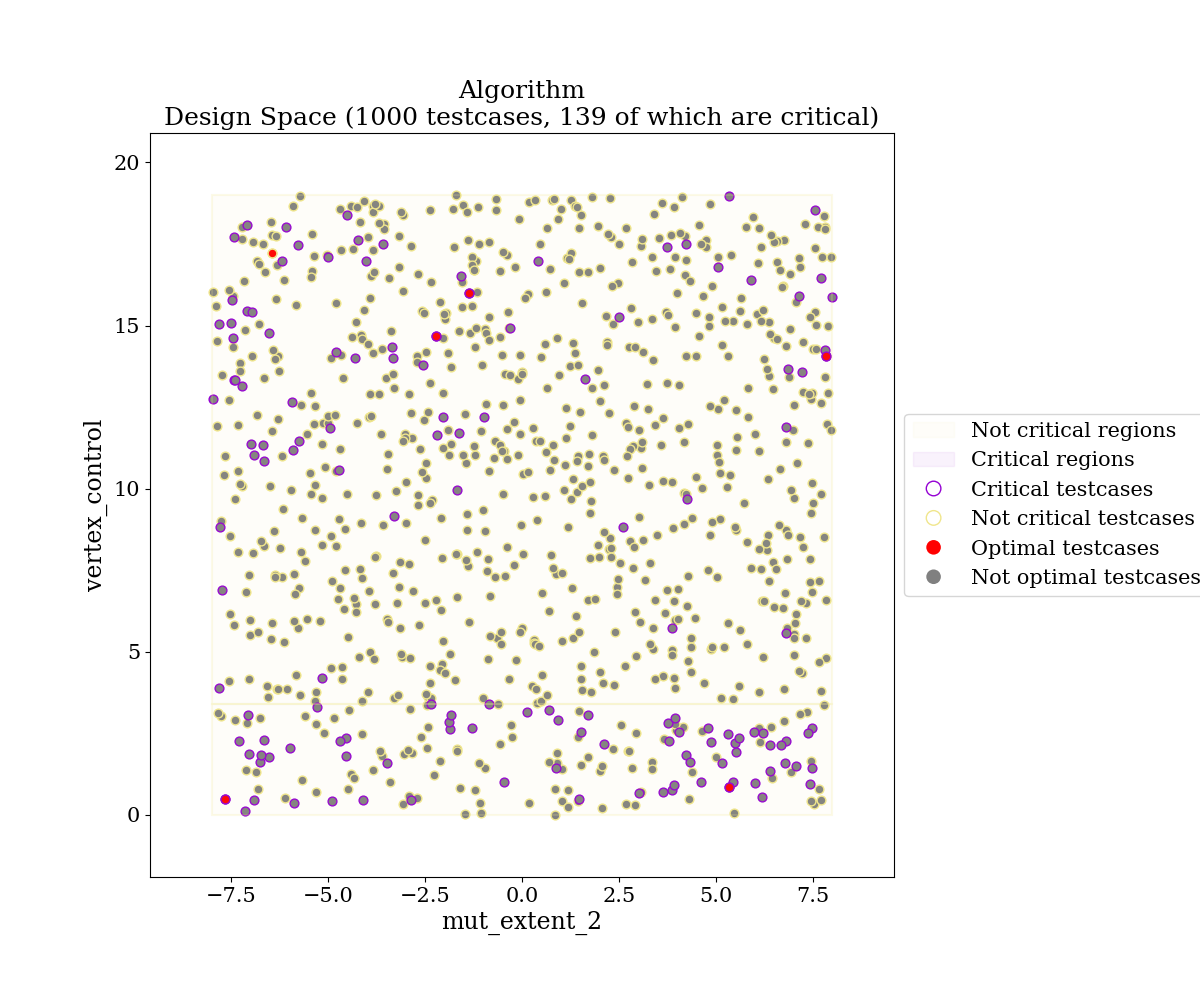 Algorithm
Design Space (1000 testcases, 139 of which are critical)
20
15
10
5
0
vertex_control
−7.5
−5.0
−2.5
0.0
2.5
5.0
7.5
mut_extent_2
Not critical regions
Critical regions
Critical testcases
Not critical testcases
Optimal testcases
Not optimal testcases